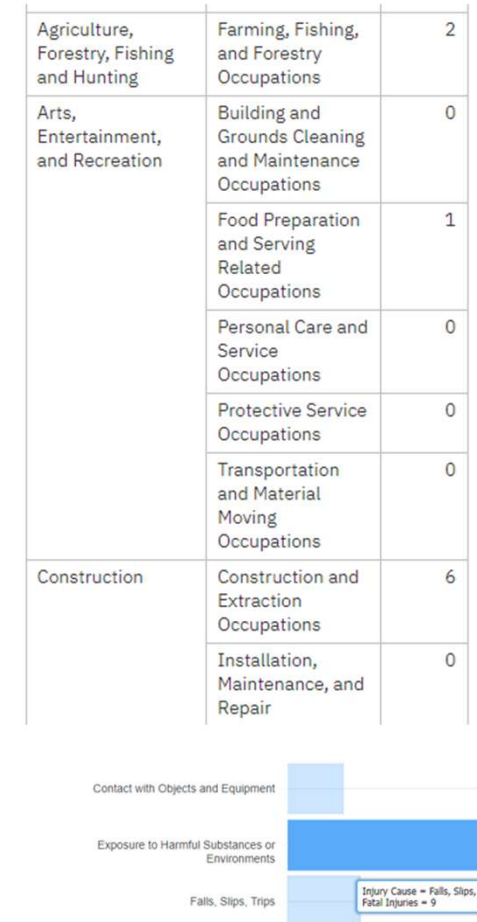 Agriculture,
Forestry, Fishing
and Hunting
Farming, Fishing,
and Forestry
Occupations
2
Arts,
Entertainment,
and Recreation
Building and
Grounds Cleaning
and Maintenance
Occupations
0
Food Preparation
and Serving
Related
Occupations
1
Personal Care and
Service
Occupations
0
Protective Service
Occupations
0
Transportation
and Material
Moving
Occupations
0
Construction
Construction and
Extraction
Occupations
6
Installation,
Maintenance, and
Repair
0
Contact with Objects and Equipment
Exposure to Harmful Substances or
Environments
Falls, Slips, Trips
Injury Cause = Falls, Slips,
Fatal Injuries = 9